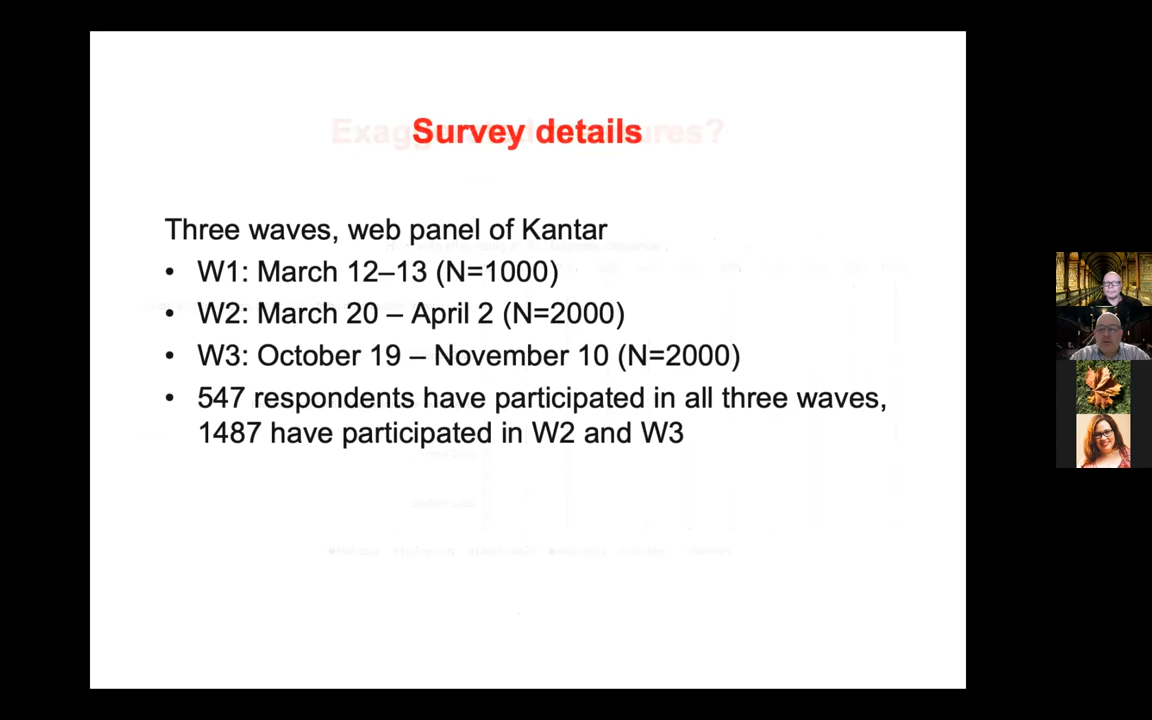 Survey details
Three waves, web panel of Kantar
• W1: March 12–13 (N=1000)
• W2: March 20 – April 2 (N=2000)
• W3: October 19 – November 10 (N=2000)
• 547 respondents have participated in all three waves,
1487 have participated in W2 and W3